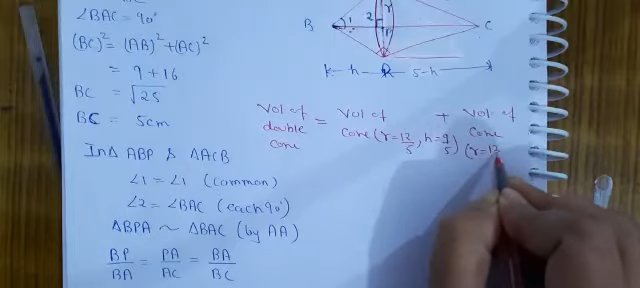 ∠BAC = 90°
(BC)² = (AB)² + (AC)²
= 9 + 16
BC = √25
BC = 5cm
In Δ ABP & ΔACB
∠1 = ∠1 (common)
∠2 = ∠BAC (each 90°)
ΔBPA ~ ΔBAC (by AA)
BP/BA = PA/AC = BA/BC
B 1 2 r r C
h 5-h
Vol of double cone = Vol of cone (r = 12/5, h = 9/5) + Vol of cone (r = 12